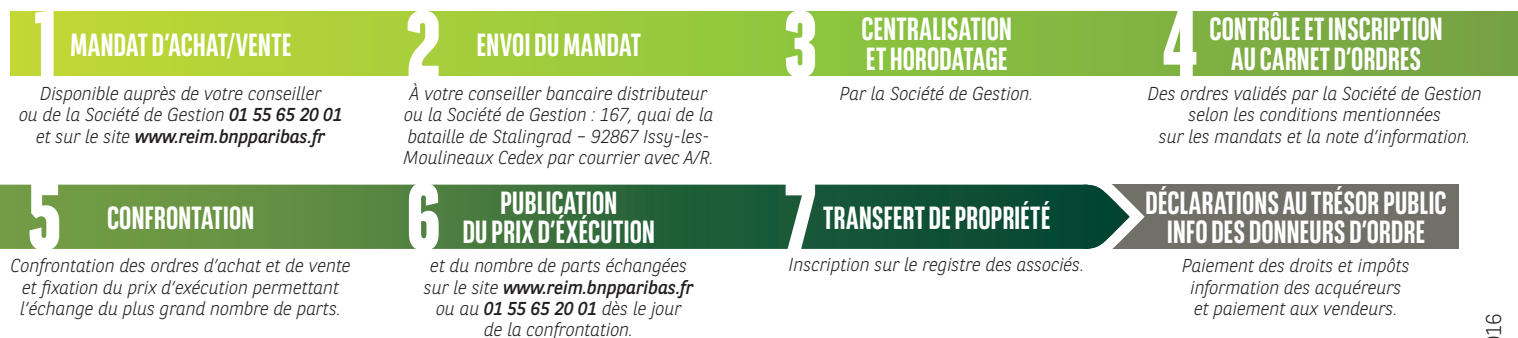 1 MANDAT D'ACHAT/VENTE
Disponible auprès de votre conseiller
ou de la Société de Gestion 01 55 65 20 01
et sur le site www.reim.bnpparibas.fr
2 ENVOI DU MANDAT
À votre conseiller bancaire distributeur
ou la Société de Gestion : 167, quai de la
bataille de Stalingrad – 92867 Issy-les-
Moulineaux Cedex par courrier avec A/R.
3 CENTRALISATION
ET HORODATAGE
Par la Société de Gestion.
4 CONTRÔLE ET INSCRIPTION
AU CARNET D'ORDRES
Des ordres validés par la Société de Gestion
selon les conditions mentionnées
sur les mandats et la note d'information.
5 CONFRONTATION
Confrontation des ordres d'achat et de vente
et fixation du prix d'exécution permettant
l'échange du plus grand nombre de parts.
6 PUBLICATION
DU PRIX D'ÉXÉCUTION
et du nombre de parts échangées
sur le site www.reim.bnpparibas.fr
ou au 01 55 65 20 01 dès le jour
de la confrontation.
7 TRANSFERT DE PROPRIÉTÉ
Inscription sur le registre des associés.
DÉCLARATIONS AU TRÉSOR PUBLIC
INFO DES DONNEURS D'ORDRE
Paiement des droits et impôts
information des acquéreurs
et paiement aux vendeurs.